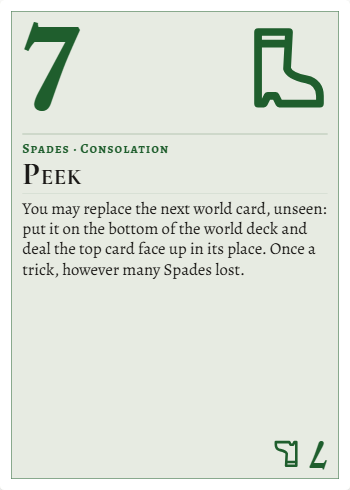 7
Spades · Consolation
Peek
You may replace the next world card, unseen:
put it on the bottom of the world deck and
deal the top card face up in its place. Once a
trick, however many Spades lost.
7